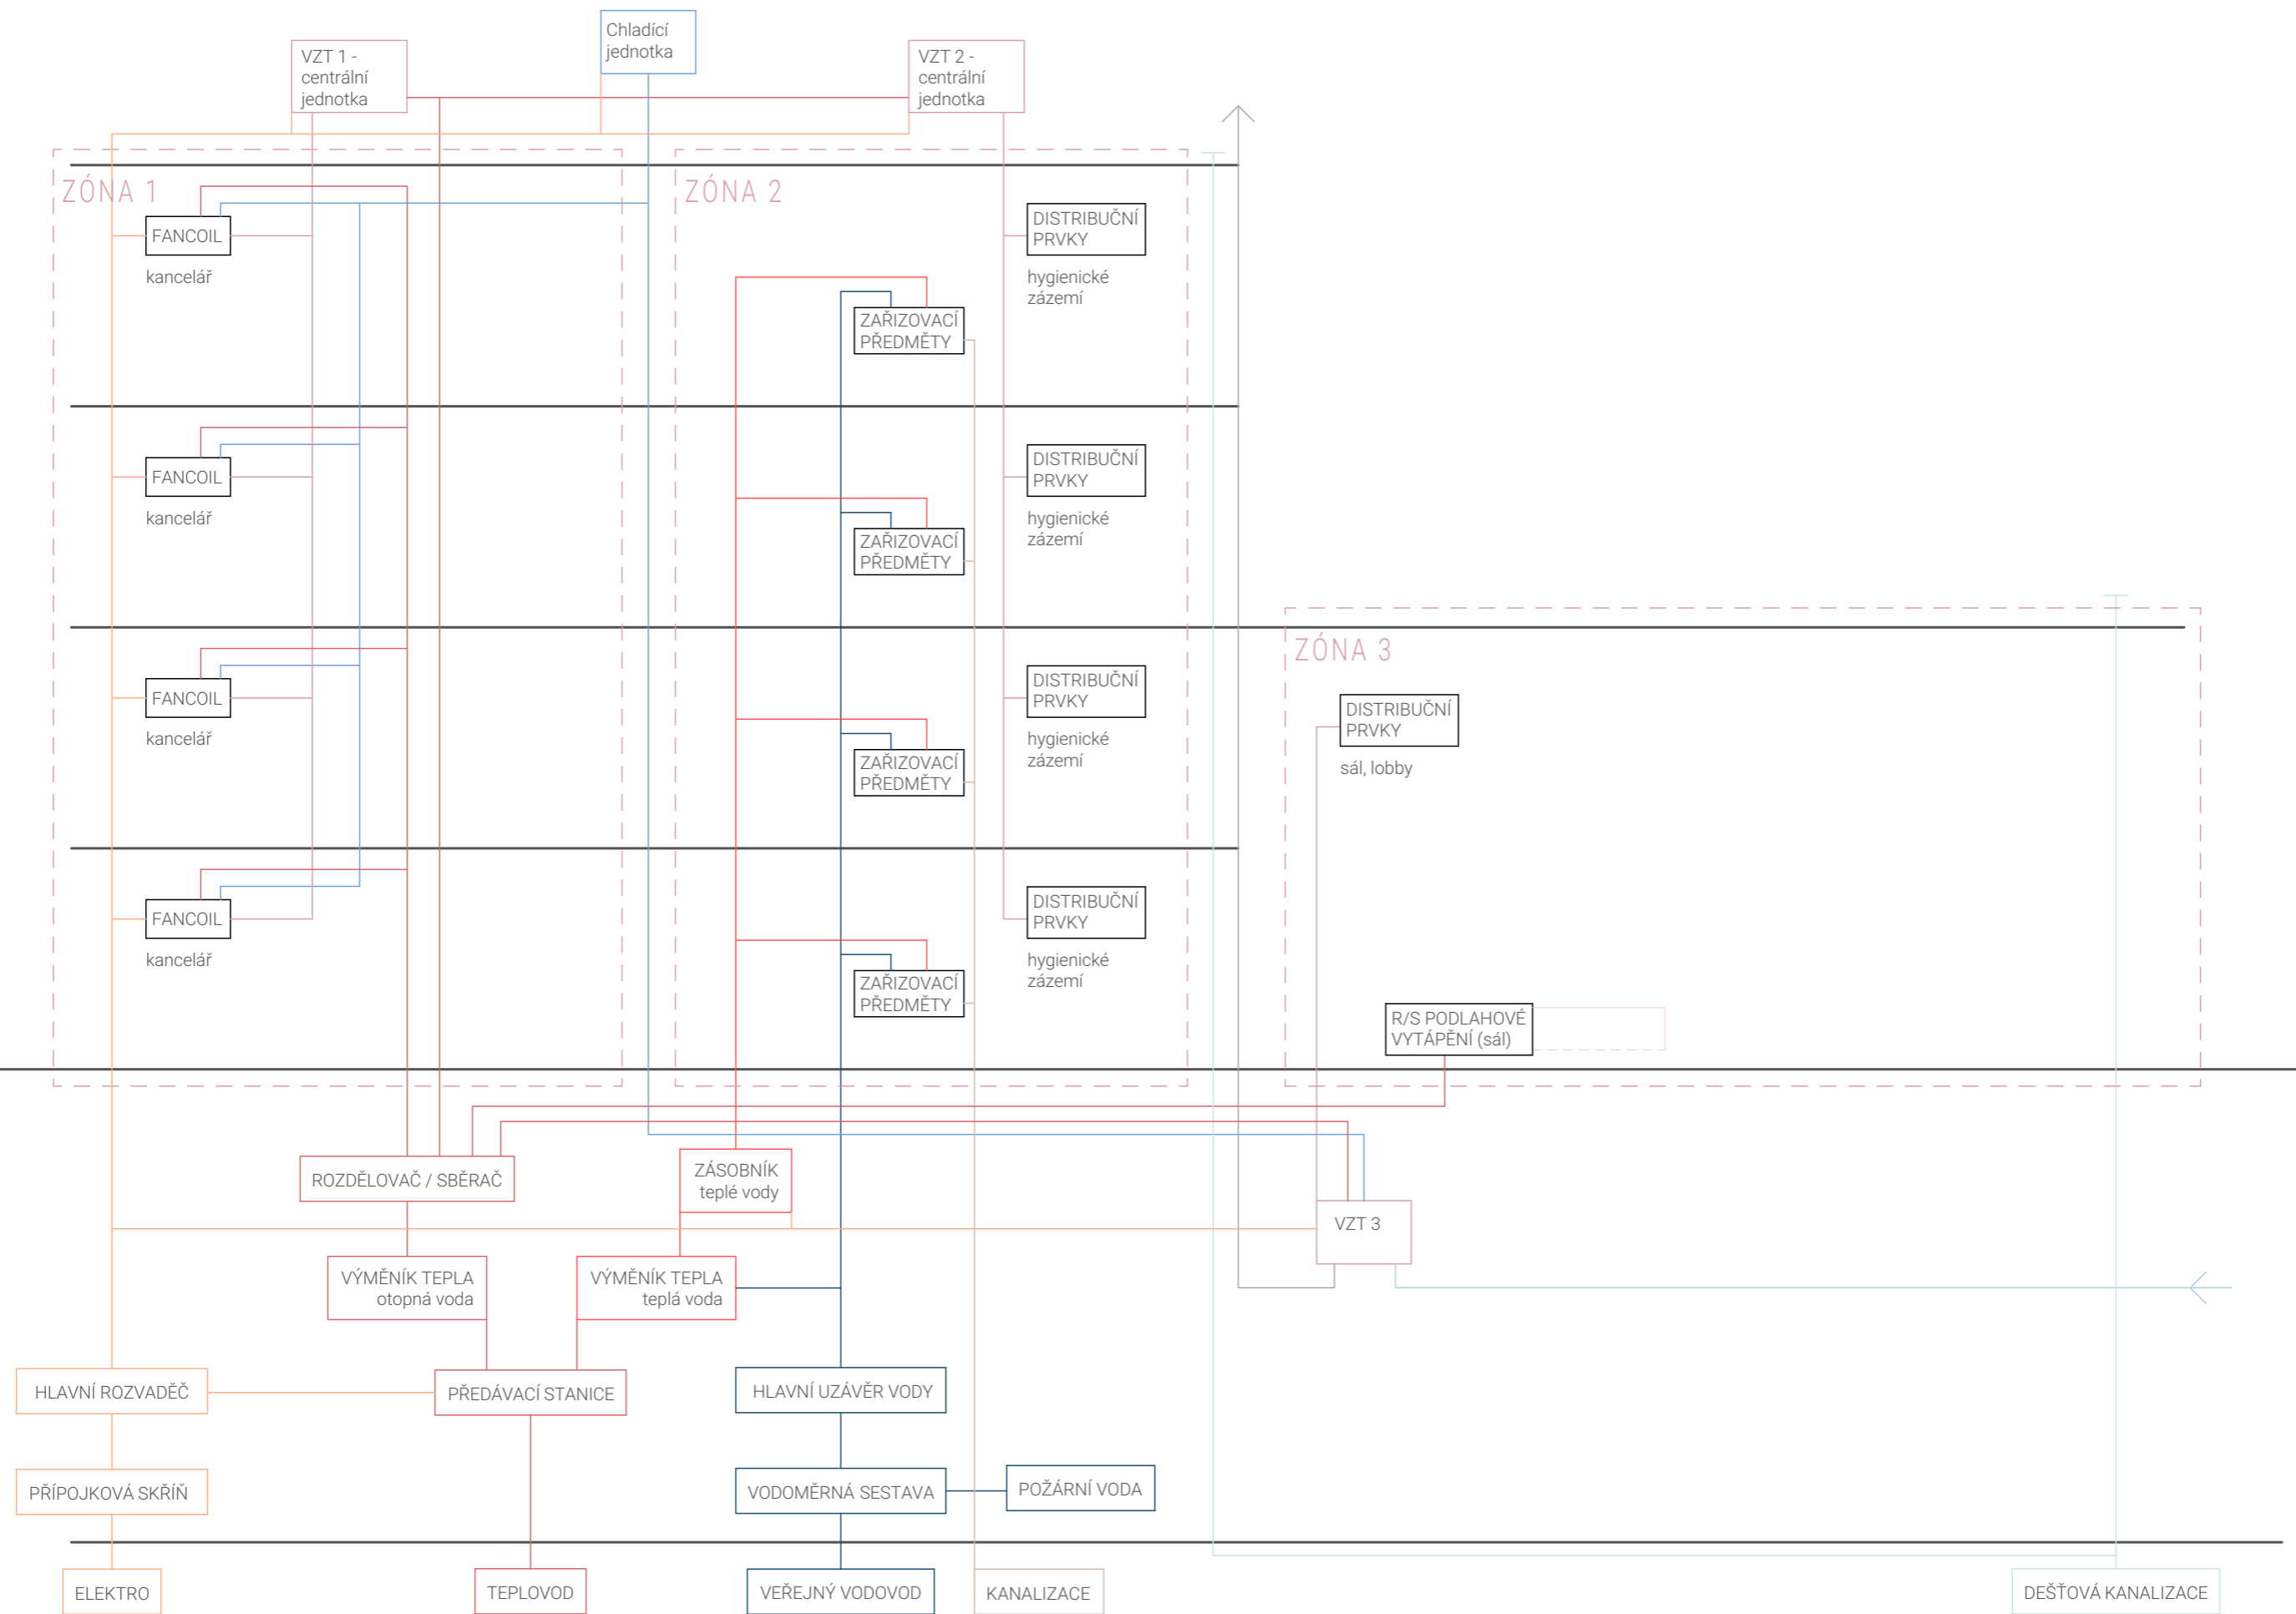 Chladící
jednotka
VZT 1 -
centrální
jednotka
VZT 2 -
centrální
jednotka
ZÓNA 1
ZÓNA 2
FANCOIL
kancelář
DISTRIBUČNÍ
PRVKY
hygienické
zázemí
ZAŘIZOVACÍ
PŘEDMĚTY
FANCOIL
kancelář
DISTRIBUČNÍ
PRVKY
hygienické
zázemí
ZAŘIZOVACÍ
PŘEDMĚTY
ZÓNA 3
FANCOIL
kancelář
DISTRIBUČNÍ
PRVKY
hygienické
zázemí
DISTRIBUČNÍ
PRVKY
sál, lobby
ZAŘIZOVACÍ
PŘEDMĚTY
FANCOIL
kancelář
DISTRIBUČNÍ
PRVKY
hygienické
zázemí
ZAŘIZOVACÍ
PŘEDMĚTY
R/S PODLAHOVÉ
VYTÁPĚNÍ (sál)
ROZDĚLOVAČ / SBĚRAČ
ZÁSOBNÍK
teplé vody
VZT 3
VÝMĚNÍK TEPLA
otopná voda
VÝMĚNÍK TEPLA
teplá voda
HLAVNÍ ROZVADĚČ
PŘEDÁVACÍ STANICE
HLAVNÍ UZÁVĚR VODY
PŘÍPOJKOVÁ SKŘÍŇ
VODOMĚRNÁ SESTAVA
POŽÁRNÍ VODA
ELEKTRO
TEPLOVOD
VEŘEJNÝ VODOVOD
KANALIZACE
DEŠŤOVÁ KANALIZACE